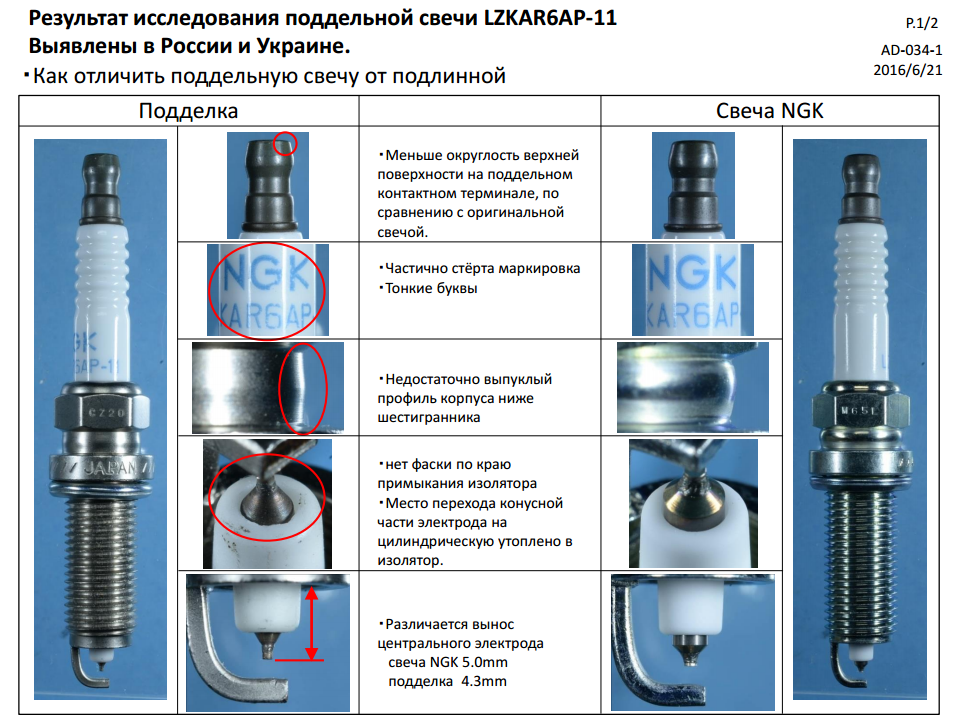 Результат исследования поддельной свечи LZKAR6AP-11
Выявлены в России и Украине.
P.1/2
AD-034-1
2016/6/21
・Как отличить поддельную свечу от подлинной
Подделка
Свеча NGK
・Меньше округлость верхней
поверхности на поддельном
контактном терминале, по
сравнению с оригинальной
свечой.
NGK
KAR6AP
・Частично стёрта маркировка
・Тонкие буквы
NGK
KAR6AP
GK
6AP-11
CZ20
JAPAN
・Недостаточно выпуклый
профиль корпуса ниже
шестигранника
M65L
L
・нет фаски по краю
примыкания изолятора
・Место перехода конусной
части электрода на
цилиндрическую утоплено в
изолятор.
・Различается вынос
центрального электрода
свеча NGK 5.0mm
подделка 4.3mm